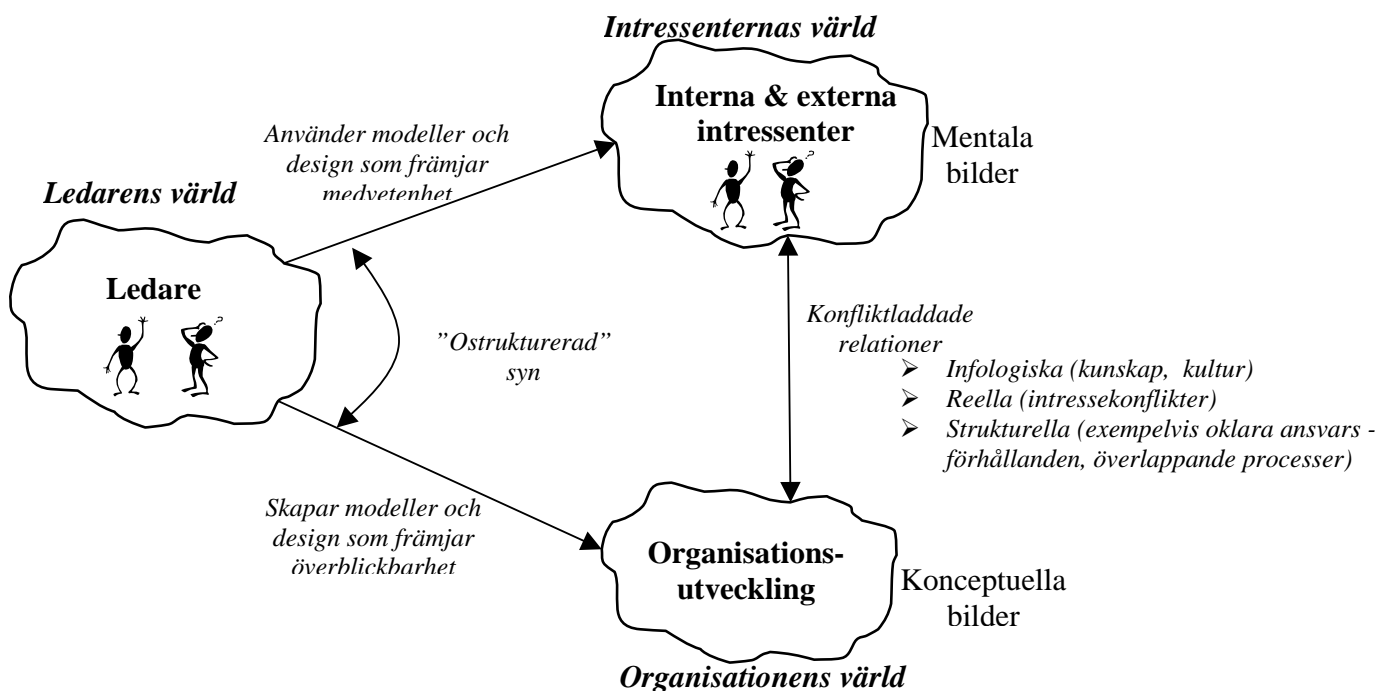 Intressenternas värld
Interna & externa
intressenter
Mentala
bilder
Använder modeller och
design som främjar
medvetenhet
Ledarens värld
Ledare
?
?
”Ostrukturerad”
syn
Konfliktladdade
relationer
➢ Infologiska (kunskap, kultur)
➢ Reella (intressekonflikter)
➢ Strukturella (exempelvis oklara ansvars -
förhållanden, överlappande processer)
Skapar modeller och
design som främjar
överblickbarhet
Organisations-
utveckling
Konceptuella
bilder
Organisationens värld